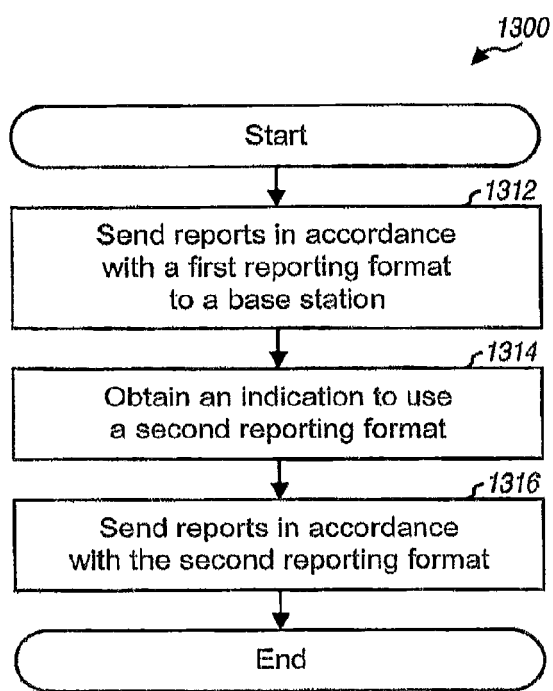 1300
Start
1312
Send reports in accordance
with a first reporting format
to a base station
1314
Obtain an indication to use
a second reporting format
1316
Send reports in accordance
with the second reporting format
End